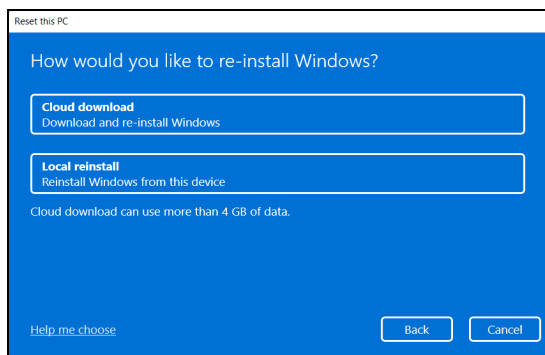 Reset this PC
How would you like to re-install Windows?
Cloud download
Download and re-install Windows
Local reinstall
Reinstall Windows from this device
Cloud download can use more than 4 GB of data.
Help me choose
Back
Cancel